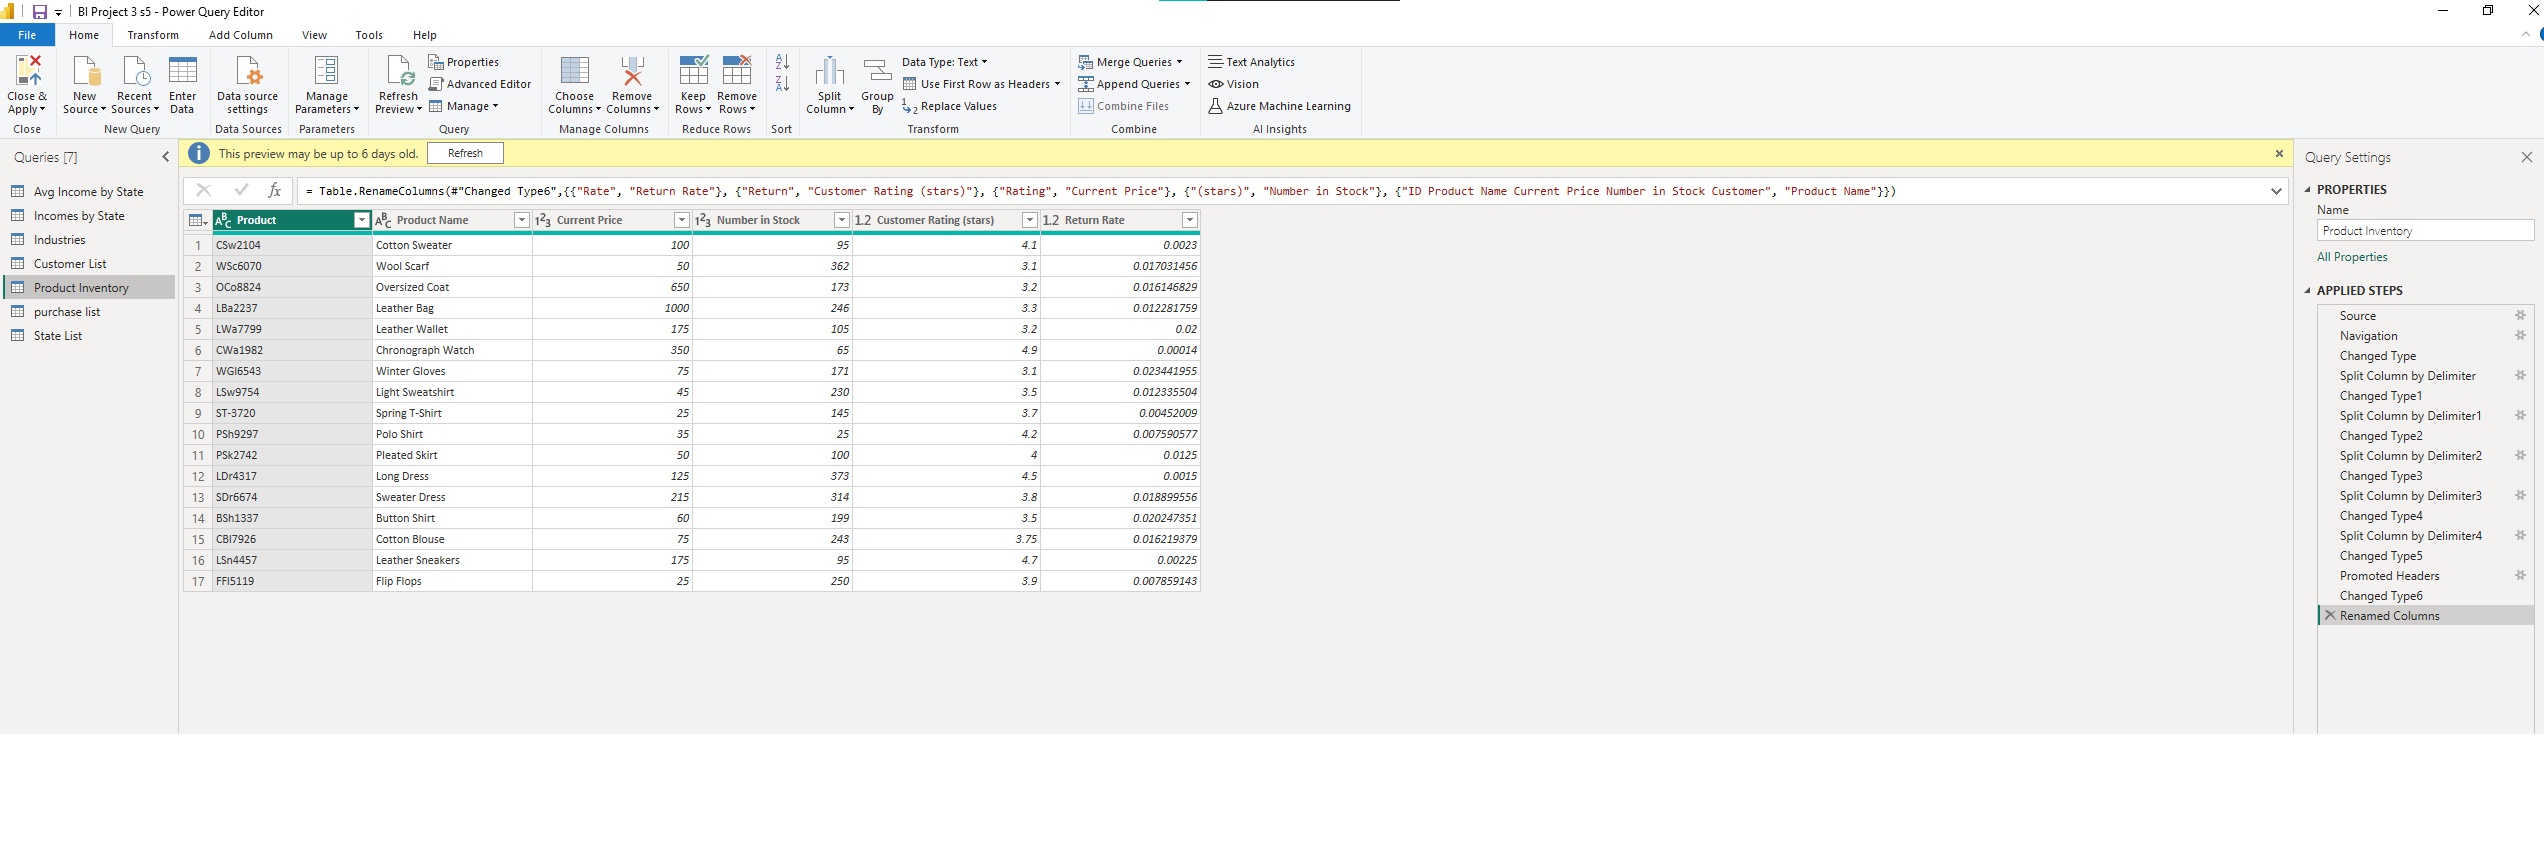 BI Project 3 s5 - Power Query Editor
File Home Transform Add Column View Tools Help
Close & Apply
New Source
Recent Sources
Enter Data
Data source settings
Manage Parameters
Refresh Preview
Properties
Advanced Editor
Manage
Choose Columns
Remove Columns
Keep Rows
Remove Rows
Split Column
Group By
Data Type: Text
Use First Row as Headers
Replace Values
Merge Queries
Append Queries
Combine Files
Text Analytics
Vision
Azure Machine Learning
Close New Query Data Sources Parameters Query Manage Columns Reduce Rows Sort Transform Combine AI Insights
Queries [7]
Avg Income by State
Incomes by State
Industries
Customer List
Product Inventory
purchase list
State List
This preview may be up to 6 days old. Refresh
fx = Table.RenameColumns(#"Changed Type6",{{"Rate", "Return Rate"}, {"Return", "Customer Rating (stars)"}, {"Rating", "Current Price"}, {"(stars)", "Number in Stock"}, {"ID Product Name Current Price Number in Stock Customer", "Product Name"}})
ABC Product ABC Product Name 123 Current Price 123 Number in Stock 1.2 Customer Rating (stars) 1.2 Return Rate
1 CSw2104 Cotton Sweater 100 95 4.1 0.0023
2 WSc6070 Wool Scarf 50 362 3.1 0.017031456
3 OCo8824 Oversized Coat 650 173 3.2 0.016146829
4 LBa2237 Leather Bag 1000 246 3.3 0.012281759
5 LWa7799 Leather Wallet 175 105 3.2 0.02
6 CWa1982 Chronograph Watch 350 65 4.9 0.00014
7 WGl6543 Winter Gloves 75 171 3.1 0.023441955
8 LSw9754 Light Sweatshirt 45 230 3.5 0.012335504
9 ST-3720 Spring T-Shirt 25 145 3.7 0.00452009
10 PSh9297 Polo Shirt 35 25 4.2 0.007590577
11 PSk2742 Pleated Skirt 50 100 4 0.0125
12 LDr4317 Long Dress 125 373 4.5 0.0015
13 SDr6674 Sweater Dress 215 314 3.8 0.018899556
14 BSh1337 Button Shirt 60 199 3.5 0.020247351
15 CBl7926 Cotton Blouse 75 243 3.75 0.016219379
16 LSn4457 Leather Sneakers 175 95 4.7 0.00225
17 FFl5119 Flip Flops 25 250 3.9 0.007859143
Query Settings
PROPERTIES
Name
Product Inventory
All Properties
APPLIED STEPS
Source
Navigation
Changed Type
Split Column by Delimiter
Changed Type1
Split Column by Delimiter1
Changed Type2
Split Column by Delimiter2
Changed Type3
Split Column by Delimiter3
Changed Type4
Split Column by Delimiter4
Changed Type5
Promoted Headers
Changed Type6
Renamed Columns